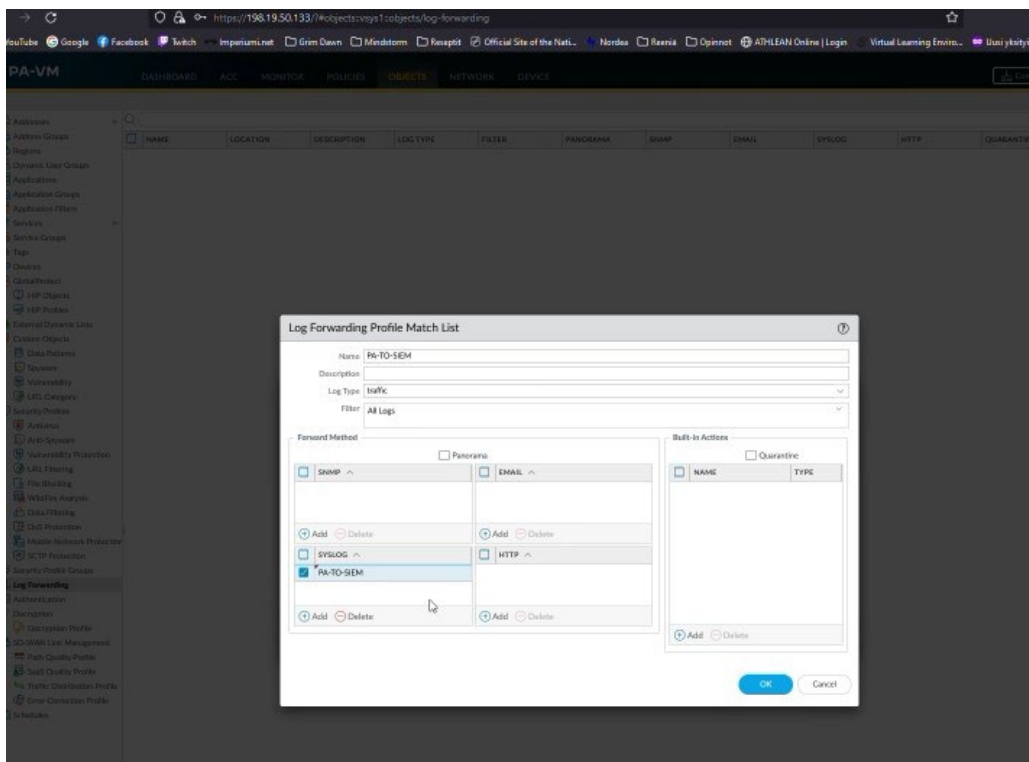 https://198.19.50.133/?#objects:vsys1:objects/log-forwarding
YouTube Google Facebook Twitch Imperiumi.net Grim Dawn Mindstorm Reseptit Official Site of the Nati... Nordea Reenia Opinnot ATHLEAN Online | Login Virtual Learning Enviro... Uusi yksityi
PA-VM
DASHBOARD ACC MONITOR POLICIES OBJECTS NETWORK DEVICE
NAME LOCATION DESCRIPTION LOG TYPE FILTER PANORAMA SNMP EMAIL SYSLOG HTTP QUARANTINE
Addresses
Address Groups
Regions
Dynamic User Groups
Applications
Application Groups
Application Filters
Services
Service Groups
Tags
Devices
GlobalProtect
HIP Objects
HIP Profiles
External Dynamic Lists
Custom Objects
Data Patterns
Spyware
Vulnerability
URL Category
Security Profiles
Antivirus
Anti-Spyware
Vulnerability Protection
URL Filtering
File Blocking
WildFire Analysis
Data Filtering
DoS Protection
Mobile Network Protection
SCTP Protection
Security Profile Groups
Log Forwarding
Authentication
Decryption
Decryption Profile
SD-WAN Link Management
Path Quality Profile
SaaS Quality Profile
Traffic Distribution Profile
Error Correction Profile
Schedules
Log Forwarding Profile Match List
Name PA-TO-SIEM
Description
Log Type traffic
Filter All Logs
Forward Method
Panorama
SNMP EMAIL
Add Delete Add Delete
SYSLOG HTTP
PA-TO-SIEM
Add Delete Add Delete
Built-in Actions
Quarantine
NAME TYPE
Add Delete
OK Cancel